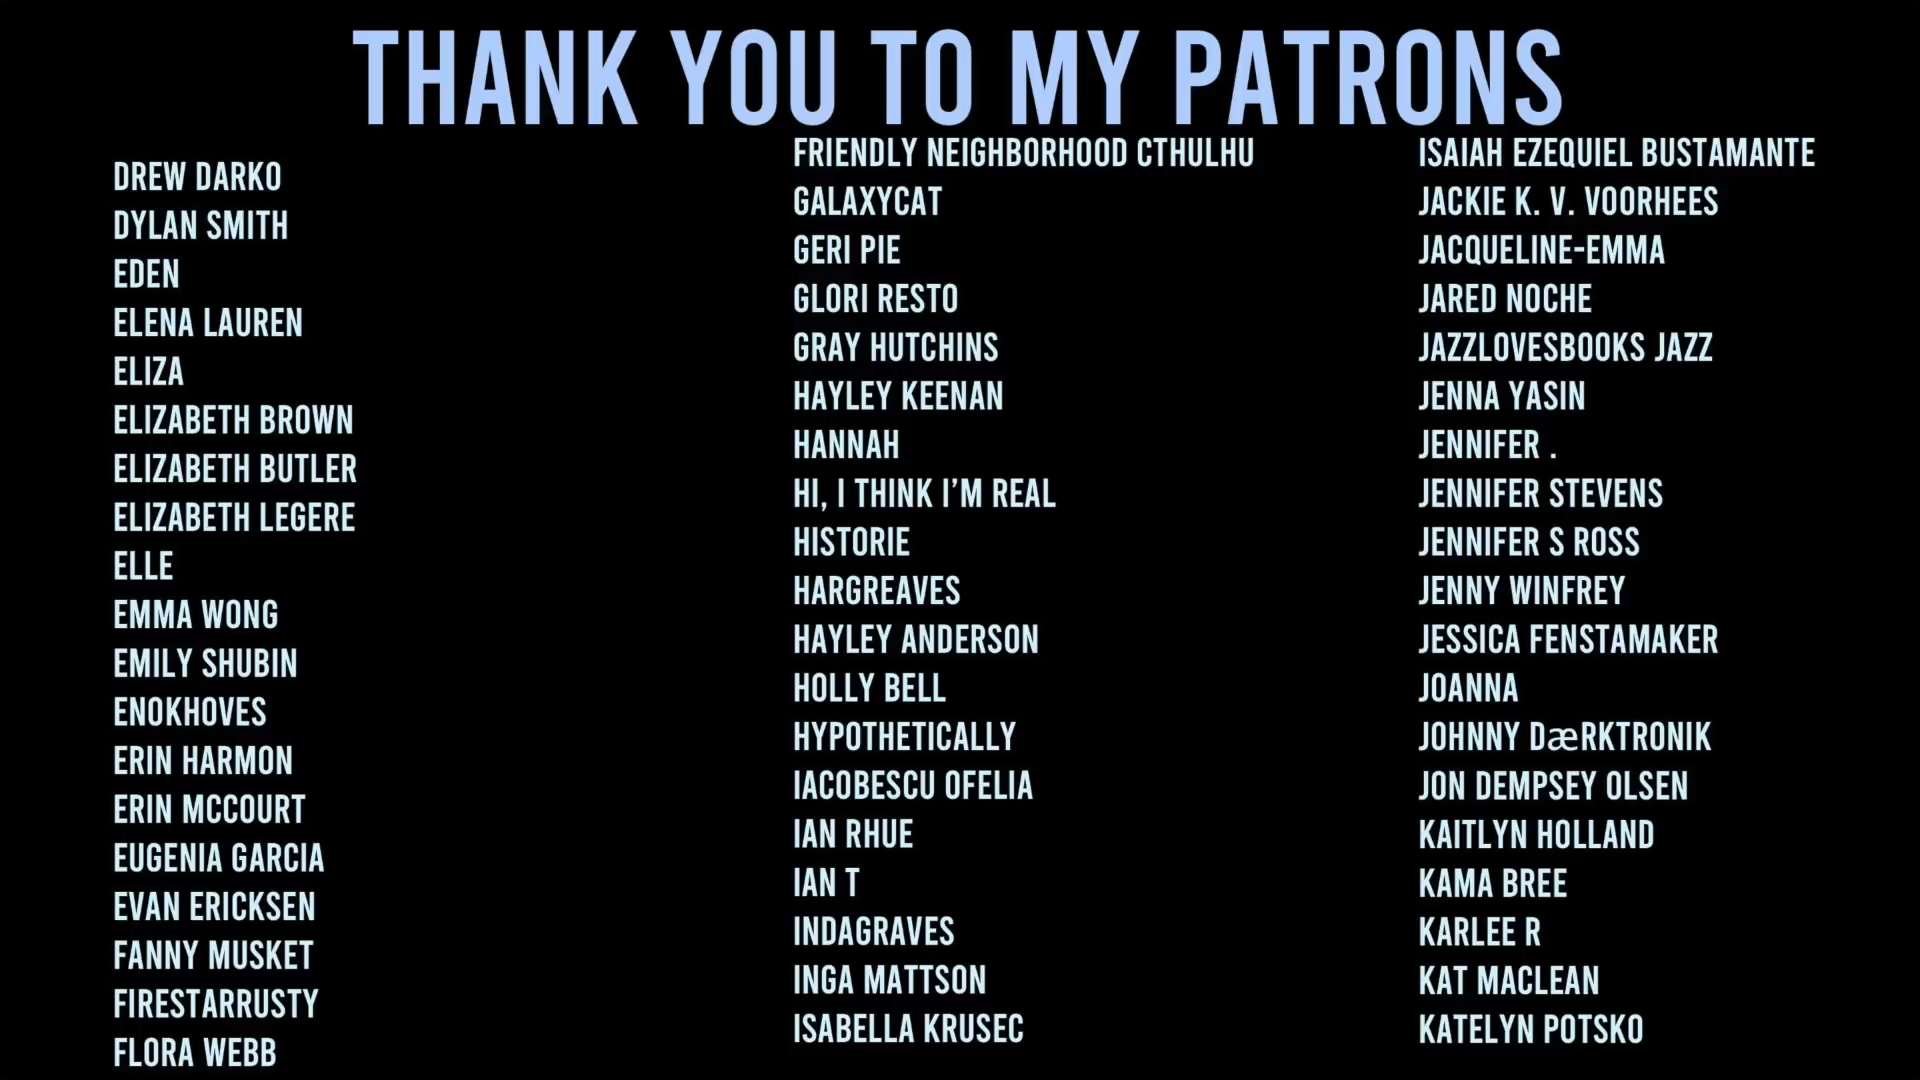 THANK YOU TO MY PATRONS
DREW DARKO
DYLAN SMITH
EDEN
ELENA LAUREN
ELIZA
ELIZABETH BROWN
ELIZABETH BUTLER
ELIZABETH LEGERE
ELLE
EMMA WONG
EMILY SHUBIN
ENOKHOVES
ERIN HARMON
ERIN MCCOURT
EUGENIA GARCIA
EVAN ERICKSEN
FANNY MUSKET
FIRESTARRUSTY
FLORA WEBB
FRIENDLY NEIGHBORHOOD CTHULHU
GALAXYCAT
GERI PIE
GLORI RESTO
GRAY HUTCHINS
HAYLEY KEENAN
HANNAH
HI, I THINK I’M REAL
HISTORIE
HARGREAVES
HAYLEY ANDERSON
HOLLY BELL
HYPOTHETICALLY
IACOBESCU OFELIA
IAN RHUE
IAN T
INDAGRAVES
INGA MATTSON
ISABELLA KRUSEC
ISAIAH EZEQUIEL BUSTAMANTE
JACKIE K. V. VOORHEES
JACQUELINE-EMMA
JARED NOCHE
JAZZLOVESBOOKS JAZZ
JENNA YASIN
JENNIFER .
JENNIFER STEVENS
JENNIFER S ROSS
JENNY WINFREY
JESSICA FENSTAMAKER
JOANNA
JOHNNY DæRKTRONIK
JON DEMPSEY OLSEN
KAITLYN HOLLAND
KAMA BREE
KARLEE R
KAT MACLEAN
KATELYN POTSKO